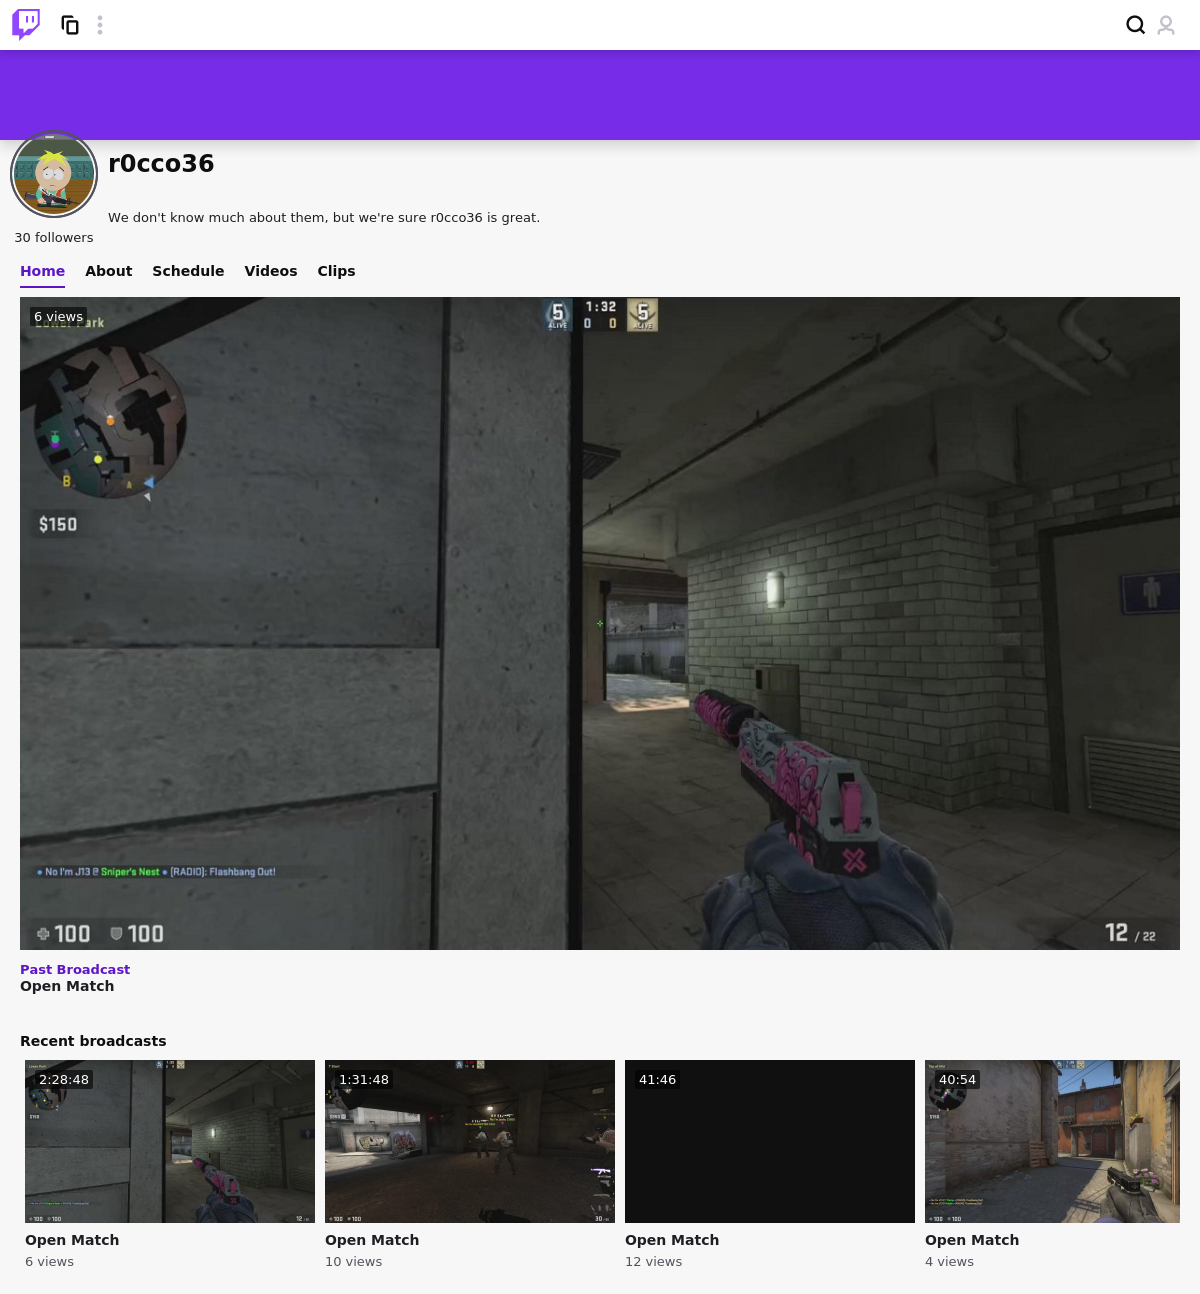 r0cco36
We don't know much about them, but we're sure r0cco36 is great.
30 followers
Home
About
Schedule
Videos
Clips
6 views
5
ALIVE
1:32
0 0
5
ALIVE
B
A
$150
No I'm J13 @ Sniper's Nest • (RADIO): Flashbang Out!
100
100
12 / 22
Past Broadcast
Open Match
Recent broadcasts
2:28:48
1:31:48
41:46
40:54
Open Match
6 views
Open Match
10 views
Open Match
12 views
Open Match
4 views